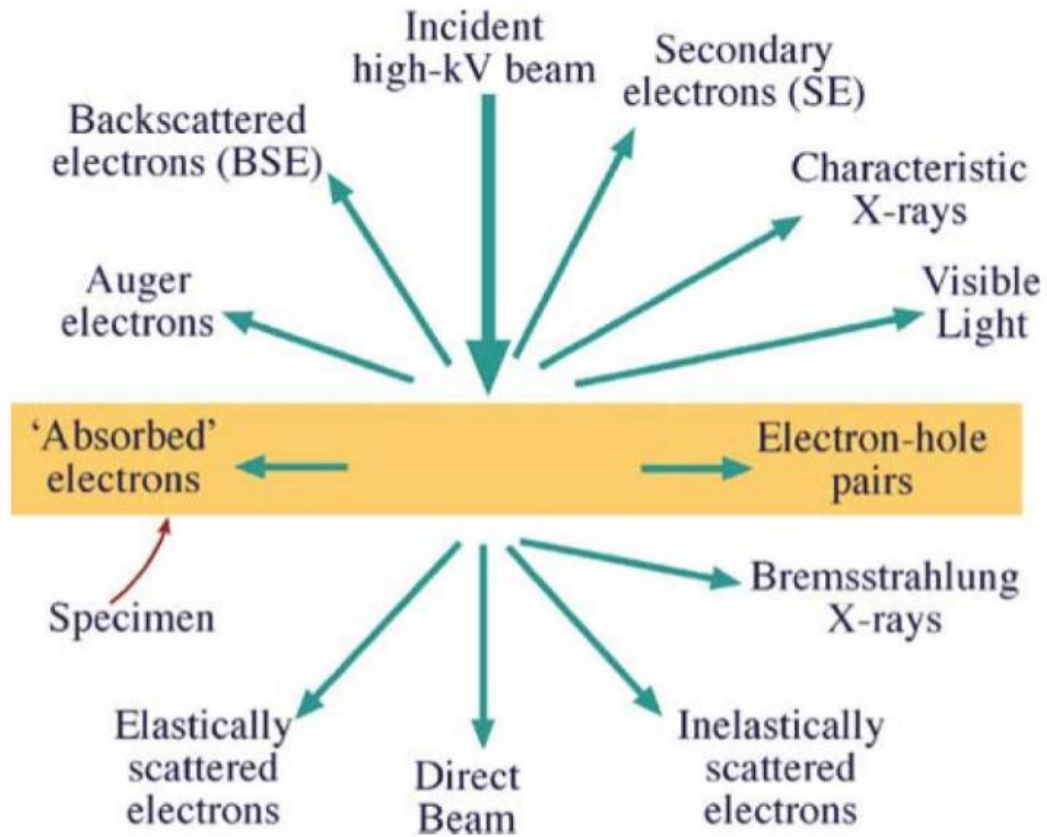 Incident
high-kV beam
Secondary
electrons (SE)
Backscattered
electrons (BSE)
Characteristic
X-rays
Auger
electrons
Visible
Light
‘Absorbed’
electrons
Electron-hole
pairs
Specimen
Bremsstrahlung
X-rays
Elastically
scattered
electrons
Direct
Beam
Inelastically
scattered
electrons